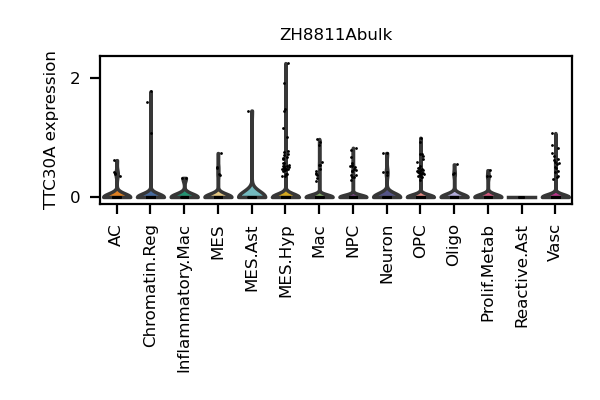 ZH8811Abulk
TTC30A expression
2
0
AC
Chromatin.Reg
Inflammatory.Mac
MES
MES.Ast
MES.Hyp
Mac
NPC
Neuron
OPC
Oligo
Prolif.Metab
Reactive.Ast
Vasc